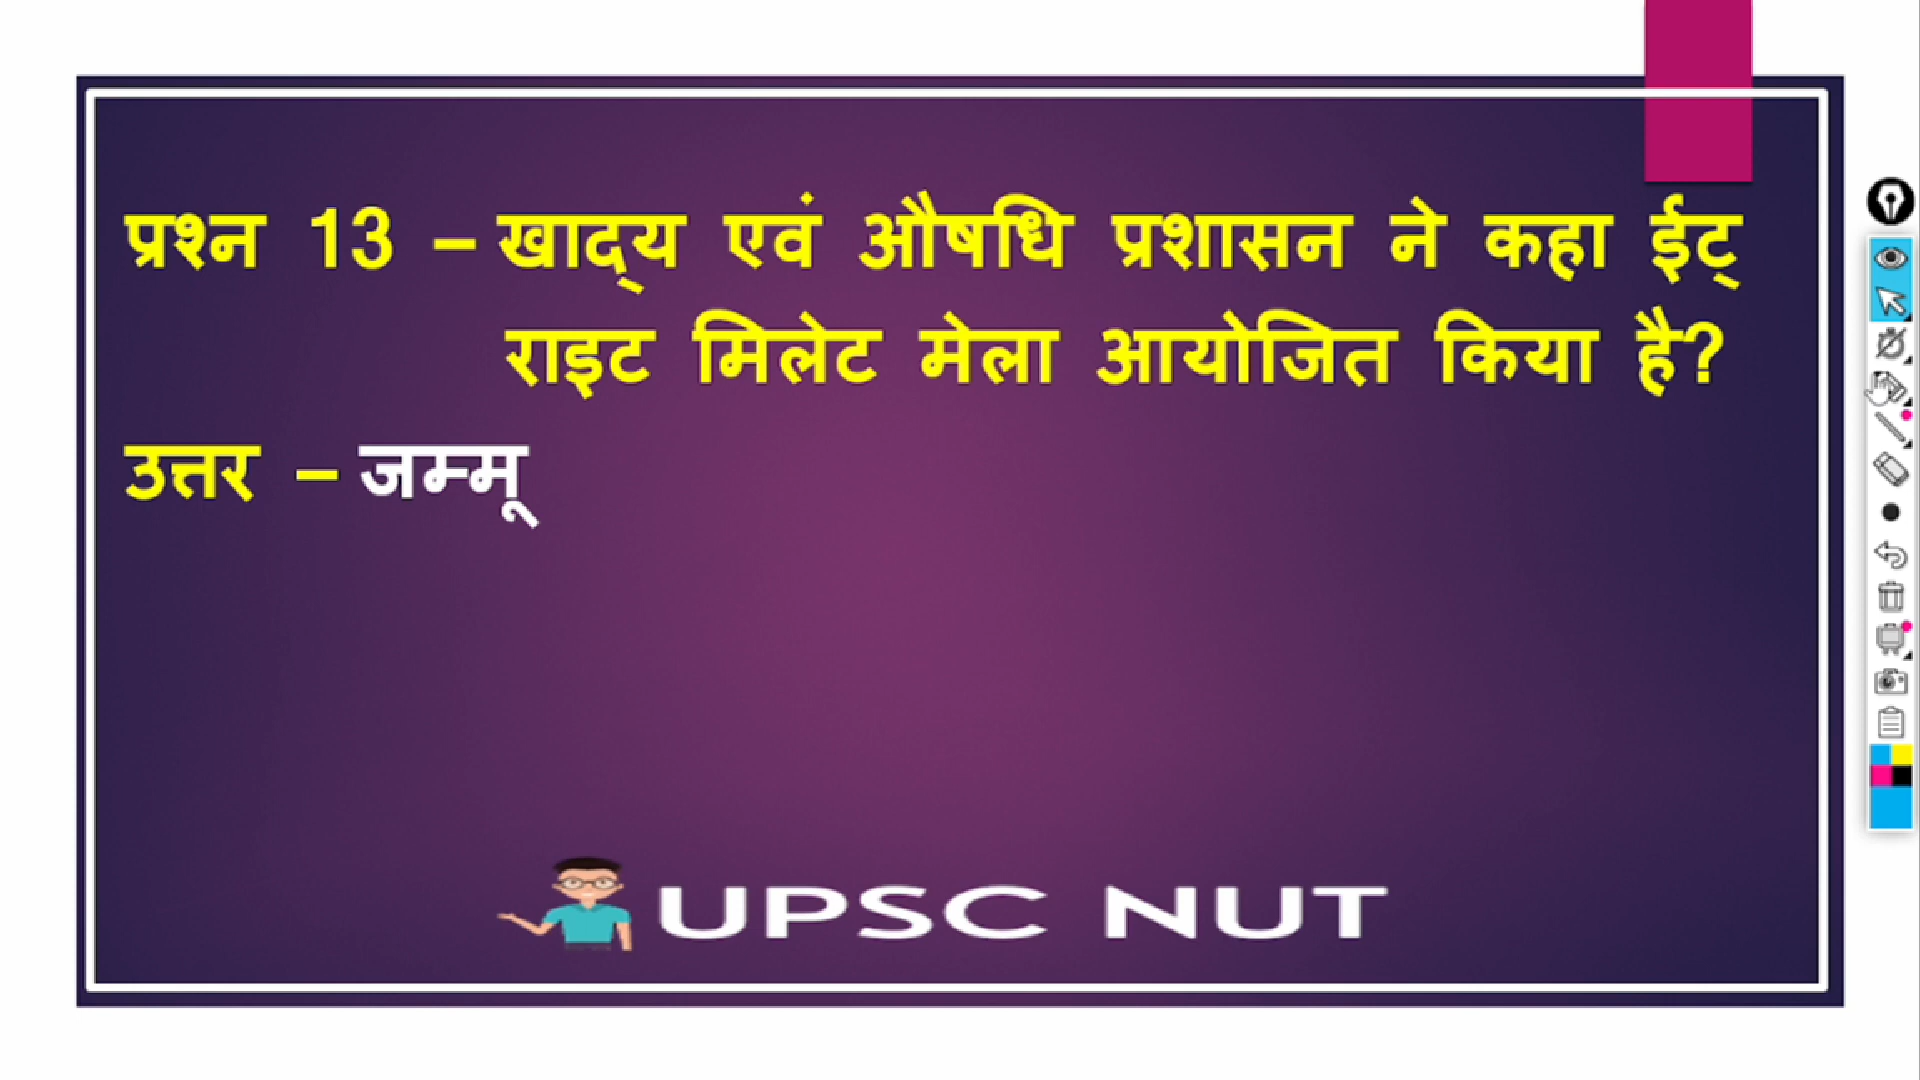 प्रश्न 13 – खाद्‌य एवं औषधि प्रशासन ने कहा ईट्
राइट मिलेट मेला आयोजित किया है?
उत्तर – जम्मू
UPSC NUT